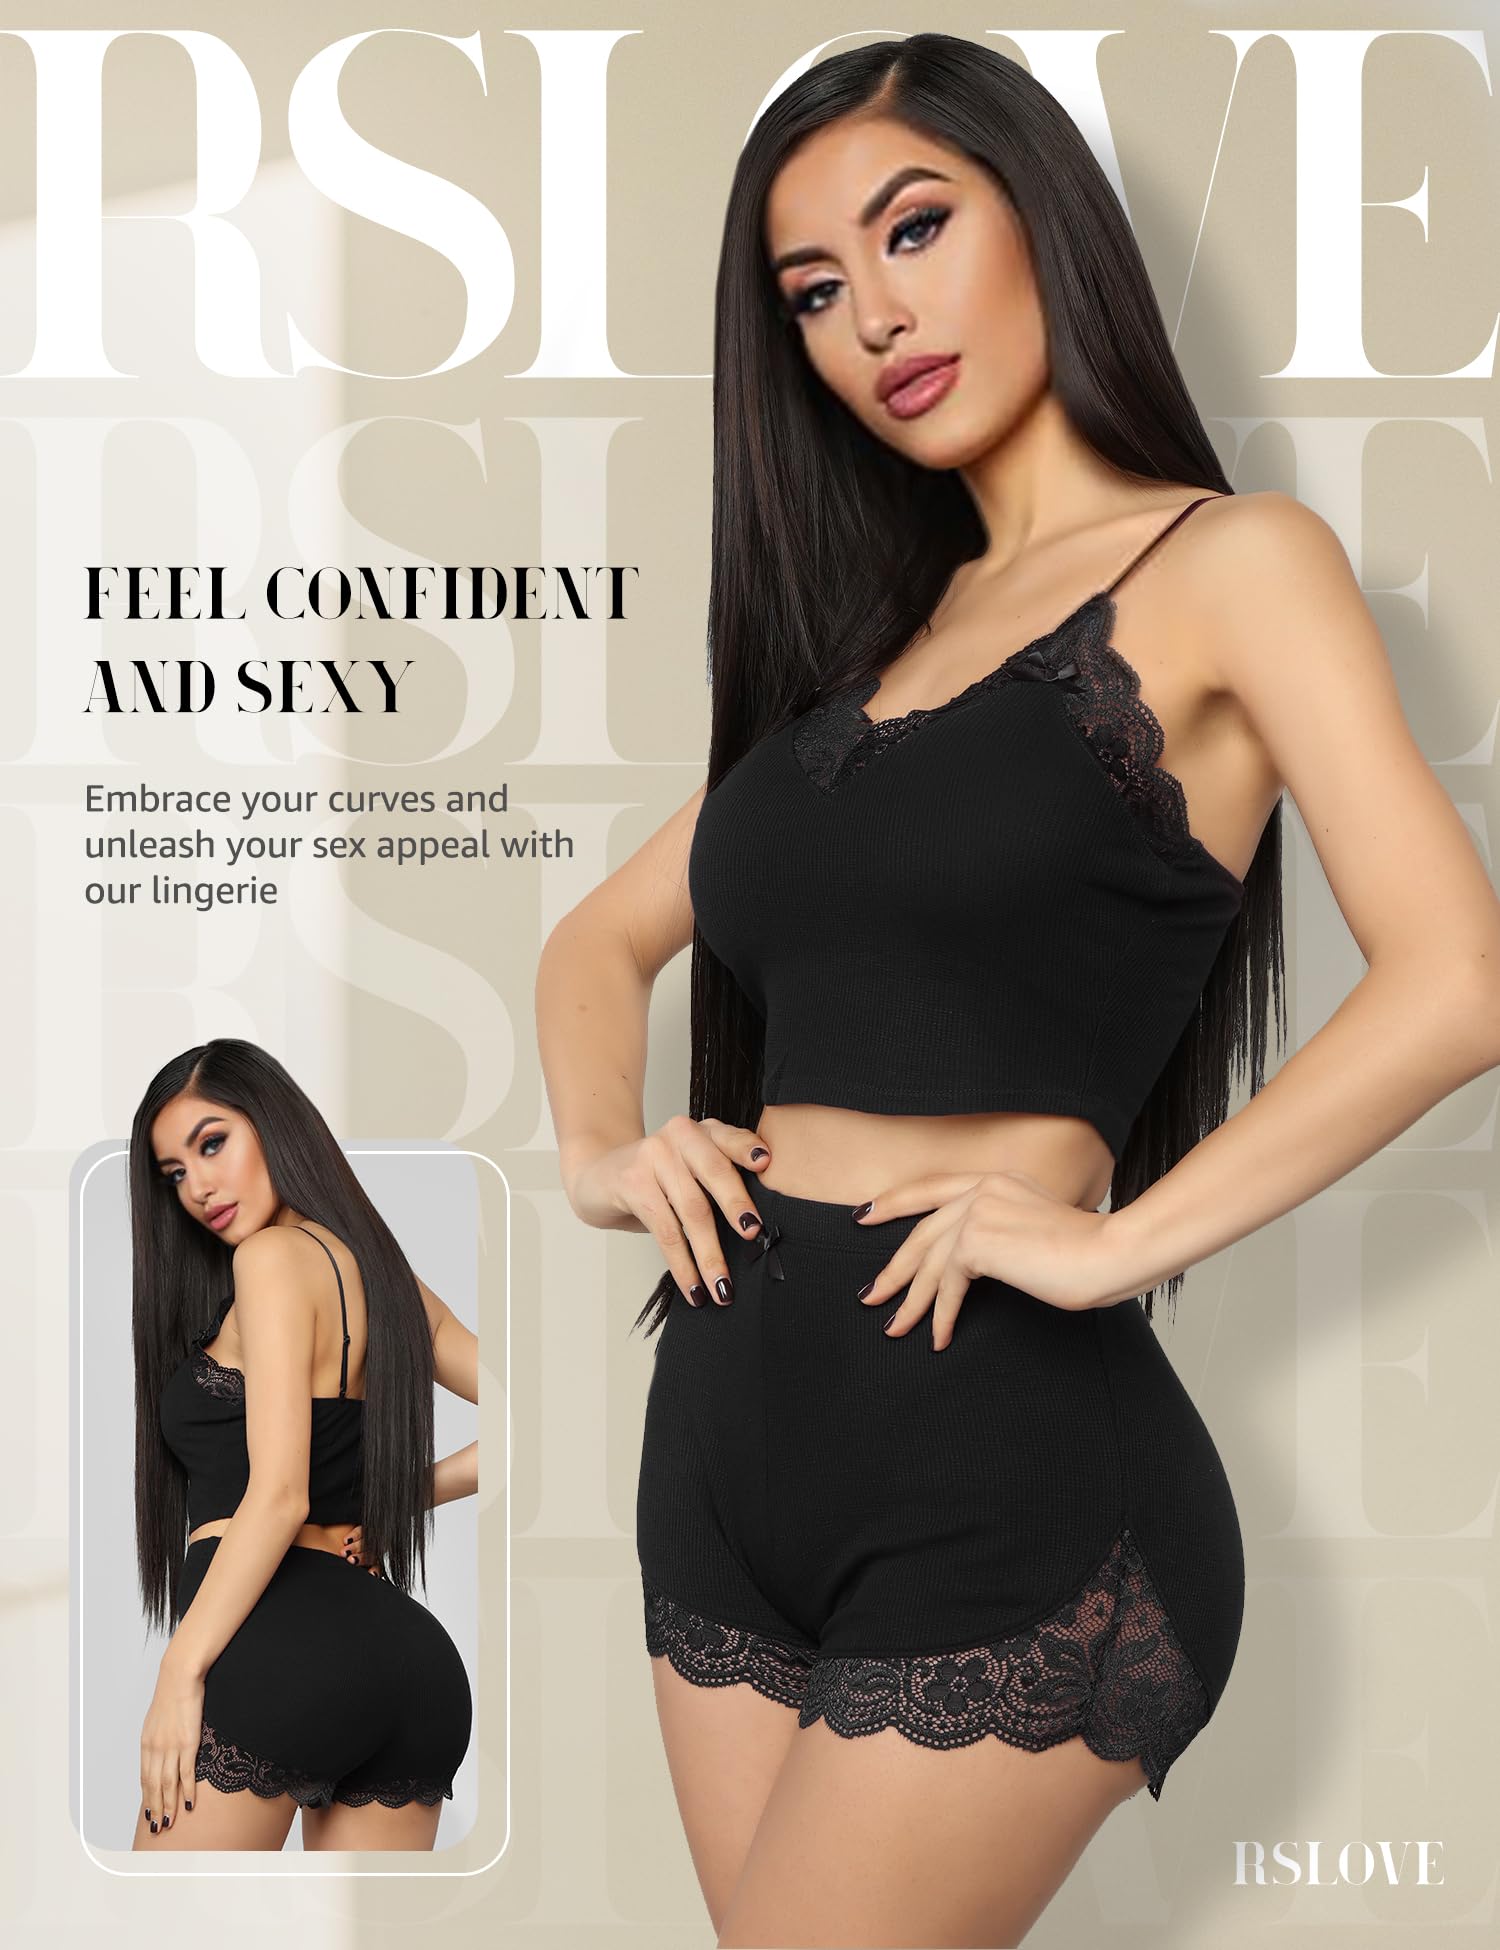 RSLOVE
FEEL CONFIDENT
AND SEXY
Embrace your curves and
unleash your sex appeal with
our lingerie
RSLOVE